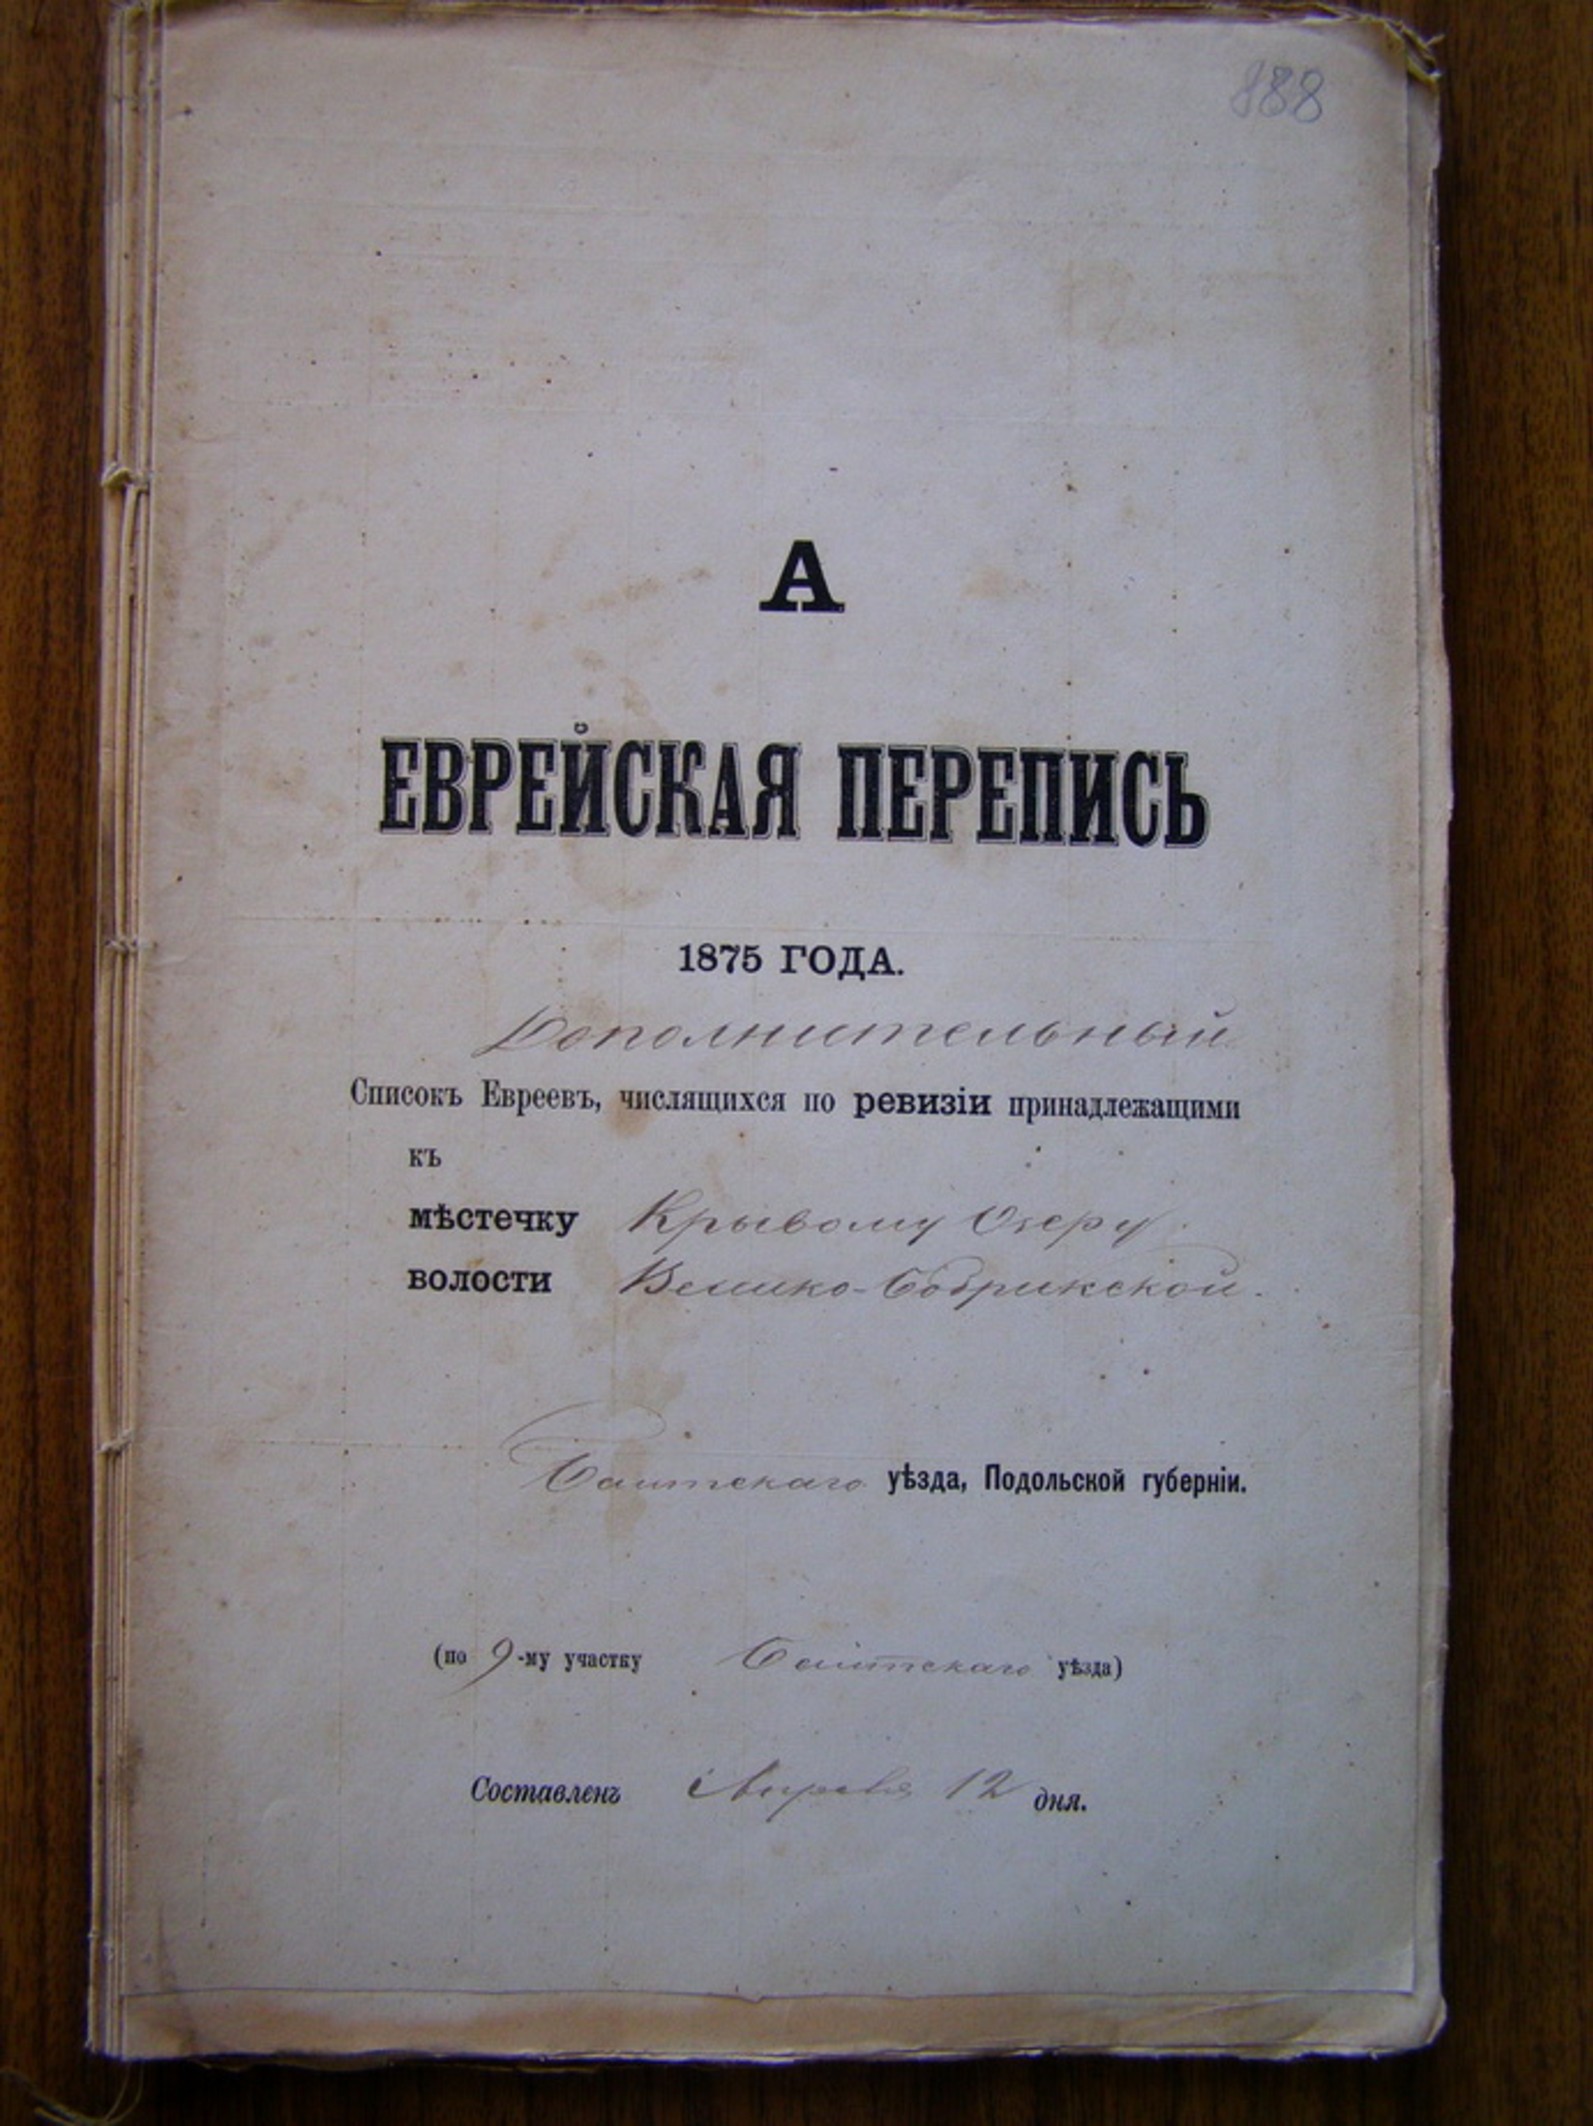 888
А
ЕВРЕЙСКАЯ ПЕРЕПИСЬ
1875 ГОДА.
Дополнительный
Списокъ Евреевъ, числящихся по ревизіи принадлежащими
къ
мѣстечку Крывому Озеру.
волости Велико-Бобрикской.
Балтскаго уѣзда, Подольской губерніи.
(по 9-му участку Балтскаго уѣзда)
Составленъ Апреля 12 дня.